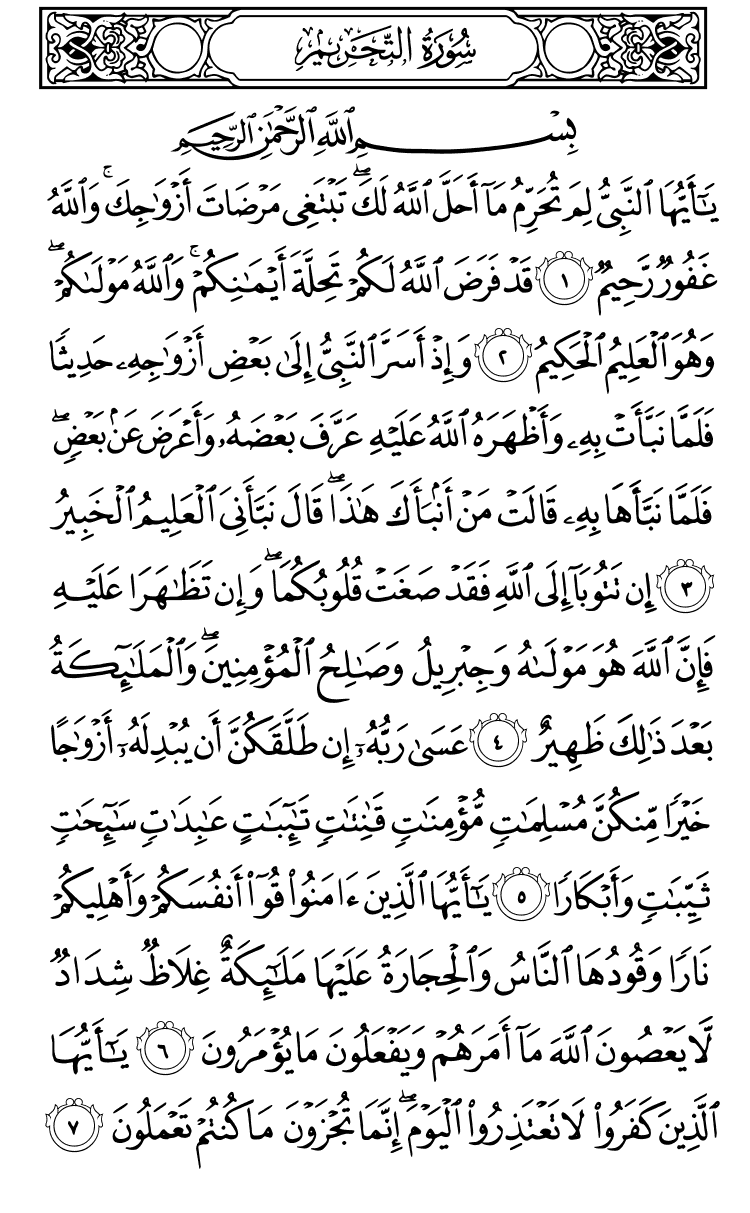 سُورَةُ التَّحْرِيمِ
بِسْمِ ٱللَّهِ ٱلرَّحْمَٰنِ ٱلرَّحِيمِ
يَٰٓأَيُّهَا ٱلنَّبِيُّ لِمَ تُحَرِّمُ مَآ أَحَلَّ ٱللَّهُ لَكَۖ تَبْتَغِي مَرْضَاتَ أَزْوَٰجِكَۚ وَٱللَّهُ
غَفُورٌ رَّحِيمٌ ١ قَدْ فَرَضَ ٱللَّهُ لَكُمْ تَحِلَّةَ أَيْمَٰنِكُمْۚ وَٱللَّهُ مَوْلَىٰكُمْۖ
وَهُوَ ٱلْعَلِيمُ ٱلْحَكِيمُ ٢ وَإِذْ أَسَرَّ ٱلنَّبِيُّ إِلَىٰ بَعْضِ أَزْوَٰجِهِۦ حَدِيثًا
فَلَمَّا نَبَّأَتْ بِهِۦ وَأَظْهَرَهُ ٱللَّهُ عَلَيْهِ عَرَّفَ بَعْضَهُۥ وَأَعْرَضَ عَنۢ بَعْضٍۖ
فَلَمَّا نَبَّأَهَا بِهِۦ قَالَتْ مَنْ أَنۢبَأَكَ هَٰذَاۖ قَالَ نَبَّأَنِيَ ٱلْعَلِيمُ ٱلْخَبِيرُ
٣ إِن تَتُوبَآ إِلَى ٱللَّهِ فَقَدْ صَغَتْ قُلُوبُكُمَاۖ وَإِن تَظَٰهَرَا عَلَيْهِ
فَإِنَّ ٱللَّهَ هُوَ مَوْلَىٰهُ وَجِبْرِيلُ وَصَٰلِحُ ٱلْمُؤْمِنِينَۖ وَٱلْمَلَٰٓئِكَةُ
بَعْدَ ذَٰلِكَ ظَهِيرٌ ٤ عَسَىٰ رَبُّهُۥٓ إِن طَلَّقَكُنَّ أَن يُبْدِلَهُۥٓ أَزْوَٰجًا
خَيْرًا مِّنكُنَّ مُسْلِمَٰتٍ مُّؤْمِنَٰتٍ قَٰنِتَٰتٍ تَٰٓئِبَٰتٍ عَٰبِدَٰتٍ سَٰٓئِحَٰتٍ
ثَيِّبَٰتٍ وَأَبْكَارًا ٥ يَٰٓأَيُّهَا ٱلَّذِينَ ءَامَنُوا۟ قُوٓا۟ أَنفُسَكُمْ وَأَهْلِيكُمْ
نَارًا وَقُودُهَا ٱلنَّاسُ وَٱلْحِجَارَةُ عَلَيْهَا مَلَٰٓئِكَةٌ غِلَاظٌ شِدَادٌ
لَّا يَعْصُونَ ٱللَّهَ مَآ أَمَرَهُمْ وَيَفْعَلُونَ مَا يُؤْمَرُونَ ٦ يَٰٓأَيُّهَا
ٱلَّذِينَ كَفَرُوا۟ لَا تَعْتَذِرُوا۟ ٱلْيَوْمَۖ إِنَّمَا تُجْزَوْنَ مَا كُنتُمْ تَعْمَلُونَ ٧